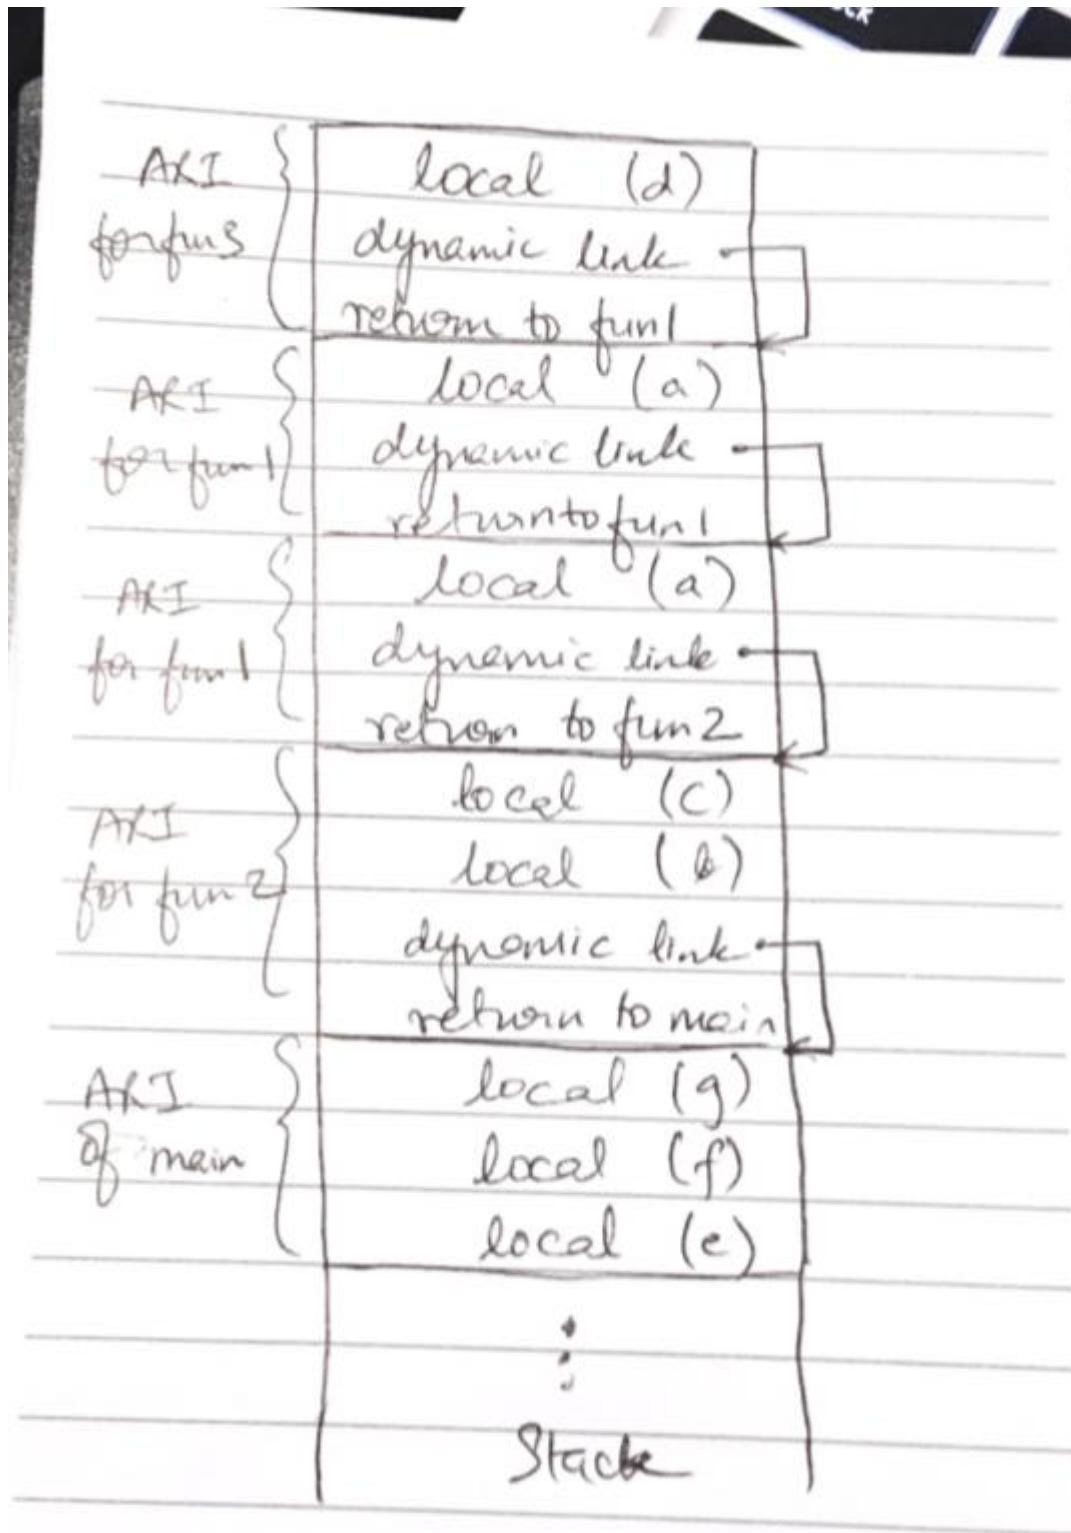 CK
ARI
for fun3
local (d)
dynamic link
return to fun1
ARI
for fun1
local (a)
dynamic link
return to fun1
ARI
for fun1
local (a)
dynamic link
return to fun2
ARI
for fun2
local (c)
local (b)
dynamic link
return to main
ARI
of main
local (g)
local (f)
local (e)
Stack